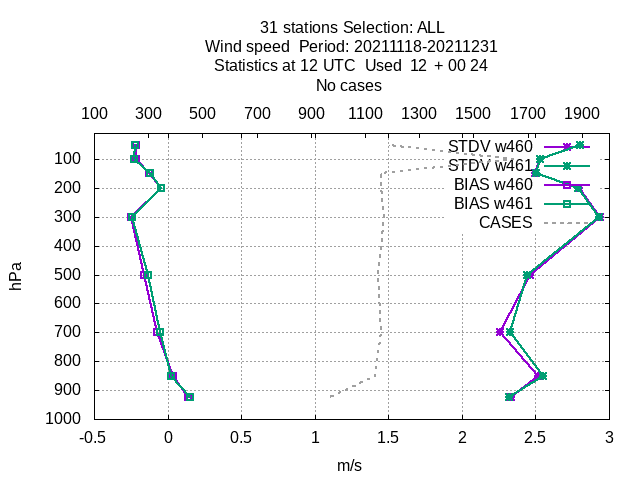 31 stations Selection: ALL
Wind speed  Period: 20211118-20211231
Statistics at 12 UTC  Used  12  + 00 24
No cases
100 300 500 700 900 1100 1300 1500 1700 1900
STDV w460
STDV w461
BIAS w460
BIAS w461
CASES
100
200
300
400
500
600
700
800
900
1000
hPa
-0.5 0 0.5 1 1.5 2 2.5 3
m/s